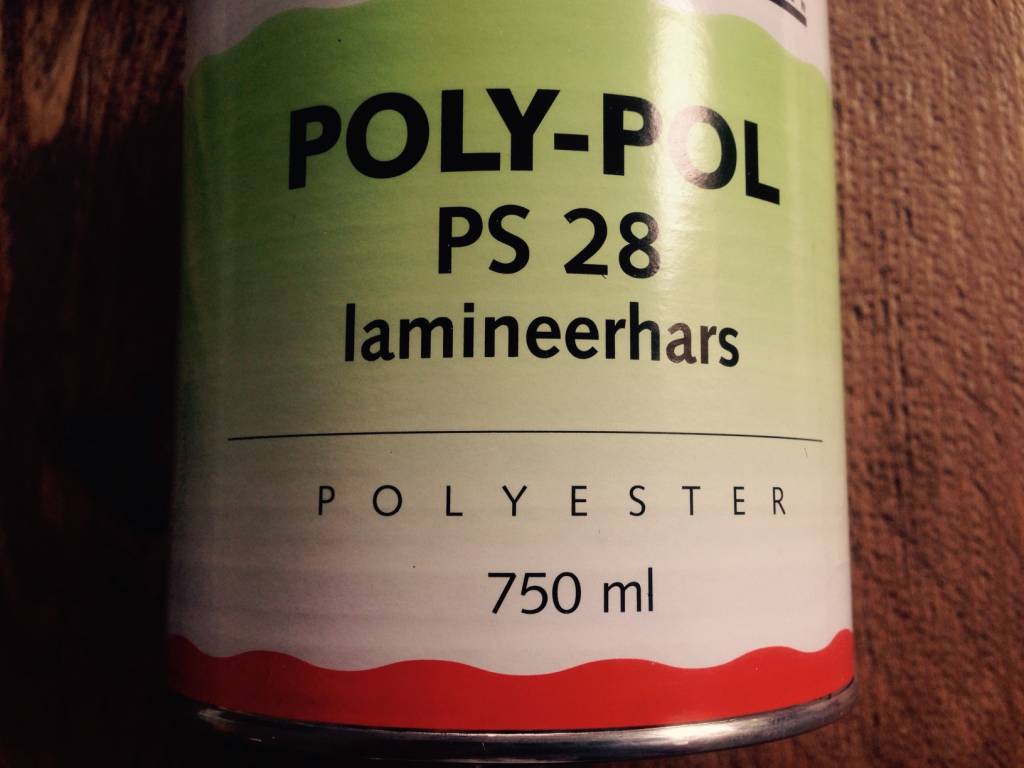 POLY-POL
PS 28
lamineerhars
POLYESTER
750 ml